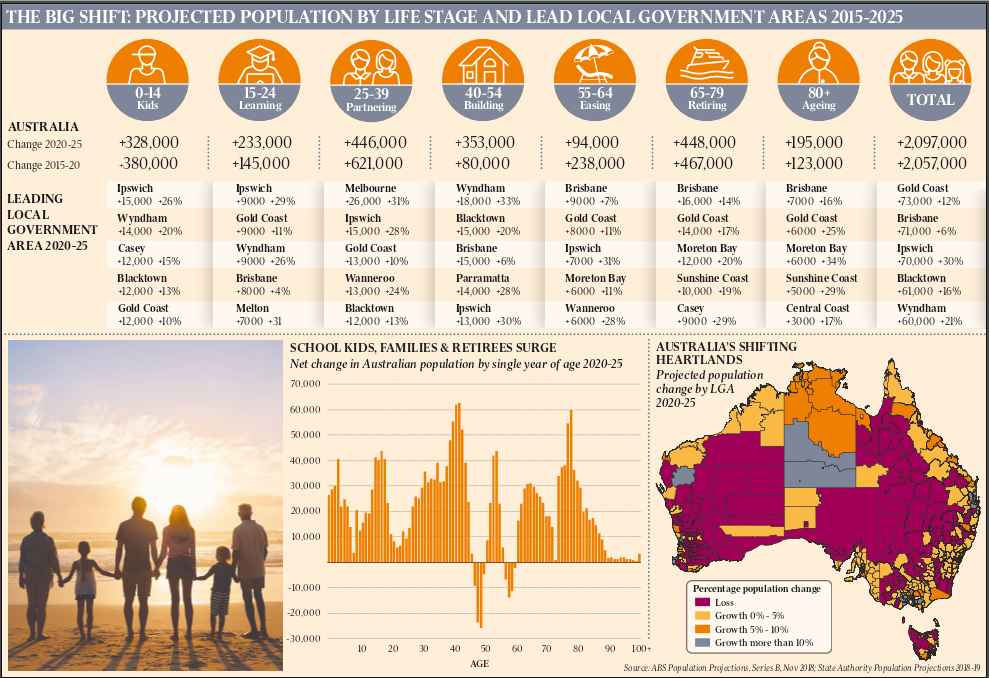 THE BIG SHIFT: PROJECTED POPULATION BY LIFE STAGE AND LEAD LOCAL GOVERNMENT AREAS 2015-2025
0-14 15-24 25-39 40-54 55-64 65-79 80+ TOTAL
Kids Learning Partnering Building Easing Retiring Ageing
AUSTRALIA
Change 2020-25 +328,000 +233,000 +446,000 +353,000 +94,000 +448,000 +195,000 +2,097,000
Change 2015-20 -380,000 +145,000 +621,000 +80,000 +238,000 +467,000 +123,000 +2,057,000
LEADING
LOCAL
GOVERNMENT
AREA 2020-25
Ipswich Ipswich Melbourne Wyndham Brisbane Brisbane Brisbane Gold Coast
+15,000 +26% +9000 +29% +26,000 +31% +18,000 +33% +9000 +7% +16,000 +14% +7000 +16% +73,000 +12%
Wyndham Gold Coast Ipswich Blacktown Gold Coast Gold Coast Gold Coast Brisbane
+14,000 +20% +9000 +11% +15,000 +28% +15,000 +20% +8000 +11% +14,000 +17% +6000 +25% +71,000 +6%
Casey Wyndham Gold Coast Brisbane Ipswich Moreton Bay Moreton Bay Ipswich
+12,000 +15% +9000 +26% +13,000 +10% +15,000 +6% +7000 +31% +12,000 +20% +6000 +34% +70,000 +30%
Blacktown Brisbane Wanneroo Parramatta Moreton Bay Sunshine Coast Sunshine Coast Blacktown
+12,000 +13% +8000 +4% +13,000 +24% +14,000 +28% +6000 +11% +10,000 +19% +5000 +29% +61,000 +16%
Gold Coast Melton Blacktown Ipswich Wanneroo Casey Central Coast Wyndham
+12,000 +10% +7000 +31 +12,000 +13% +13,000 +30% +6000 +28% +9000 +29% +3000 +17% +60,000 +21%
SCHOOL KIDS, FAMILIES & RETIREES SURGE
Net change in Australian population by single year of age 2020-25
70,000
60,000
50,000
40,000
30,000
20,000
10,000
-10,000
-20,000
-30,000
10 20 30 40 50 60 70 80 90 100+
AGE
AUSTRALIA'S SHIFTING
HEARTLANDS
Projected population
change by LGA
2020-25
Percentage population change
Loss
Growth 0% - 5%
Growth 5% - 10%
Growth more than 10%
Source: ABS Population Projections, Series B, Nov 2018; State Authority Population Projections 2018-19